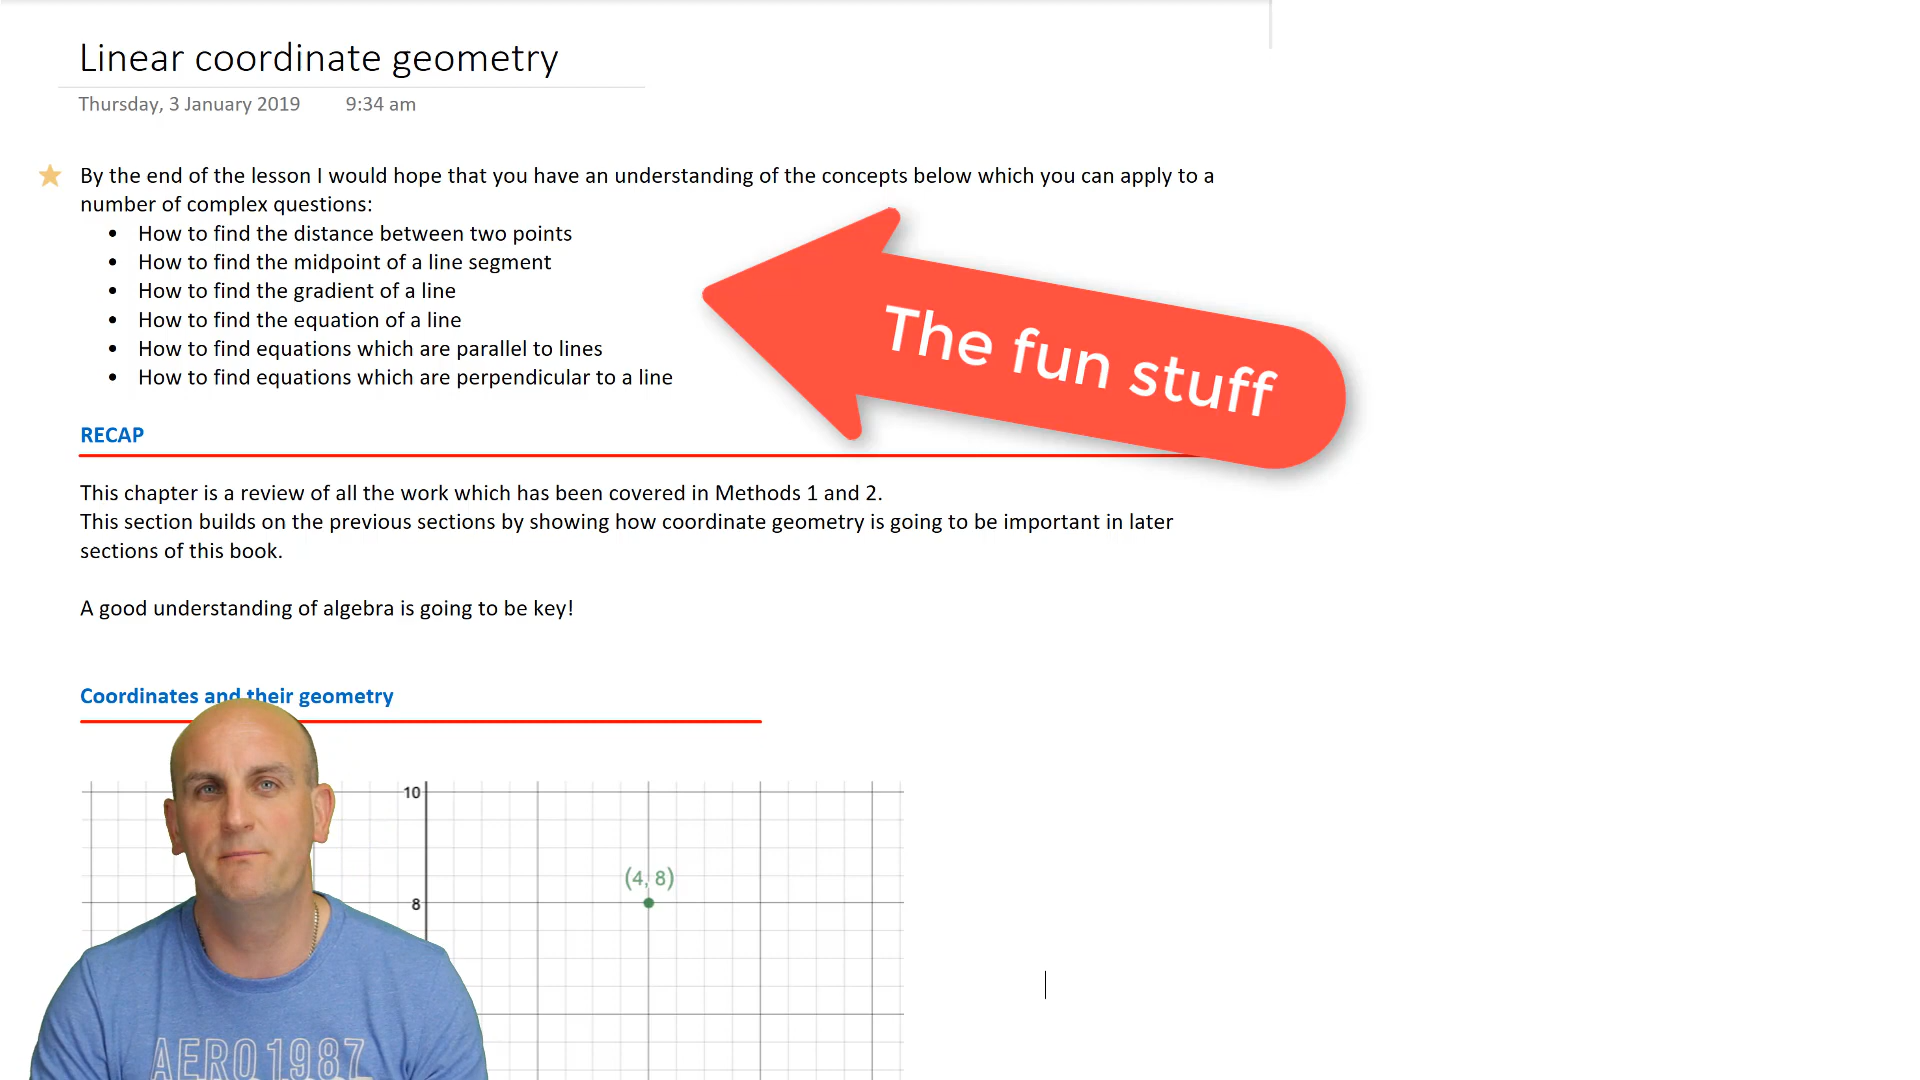 Linear coordinate geometry
Thursday, 3 January 2019 9:34 am
By the end of the lesson I would hope that you have an understanding of the concepts below which you can apply to a
number of complex questions:
• How to find the distance between two points
• How to find the midpoint of a line segment
• How to find the gradient of a line
• How to find the equation of a line
• How to find equations which are parallel to lines
• How to find equations which are perpendicular to a line
The fun stuff
RECAP
This chapter is a review of all the work which has been covered in Methods 1 and 2.
This section builds on the previous sections by showing how coordinate geometry is going to be important in later
sections of this book.
A good understanding of algebra is going to be key!
Coordinates and their geometry
10
(4, 8)
8
AERO 1987